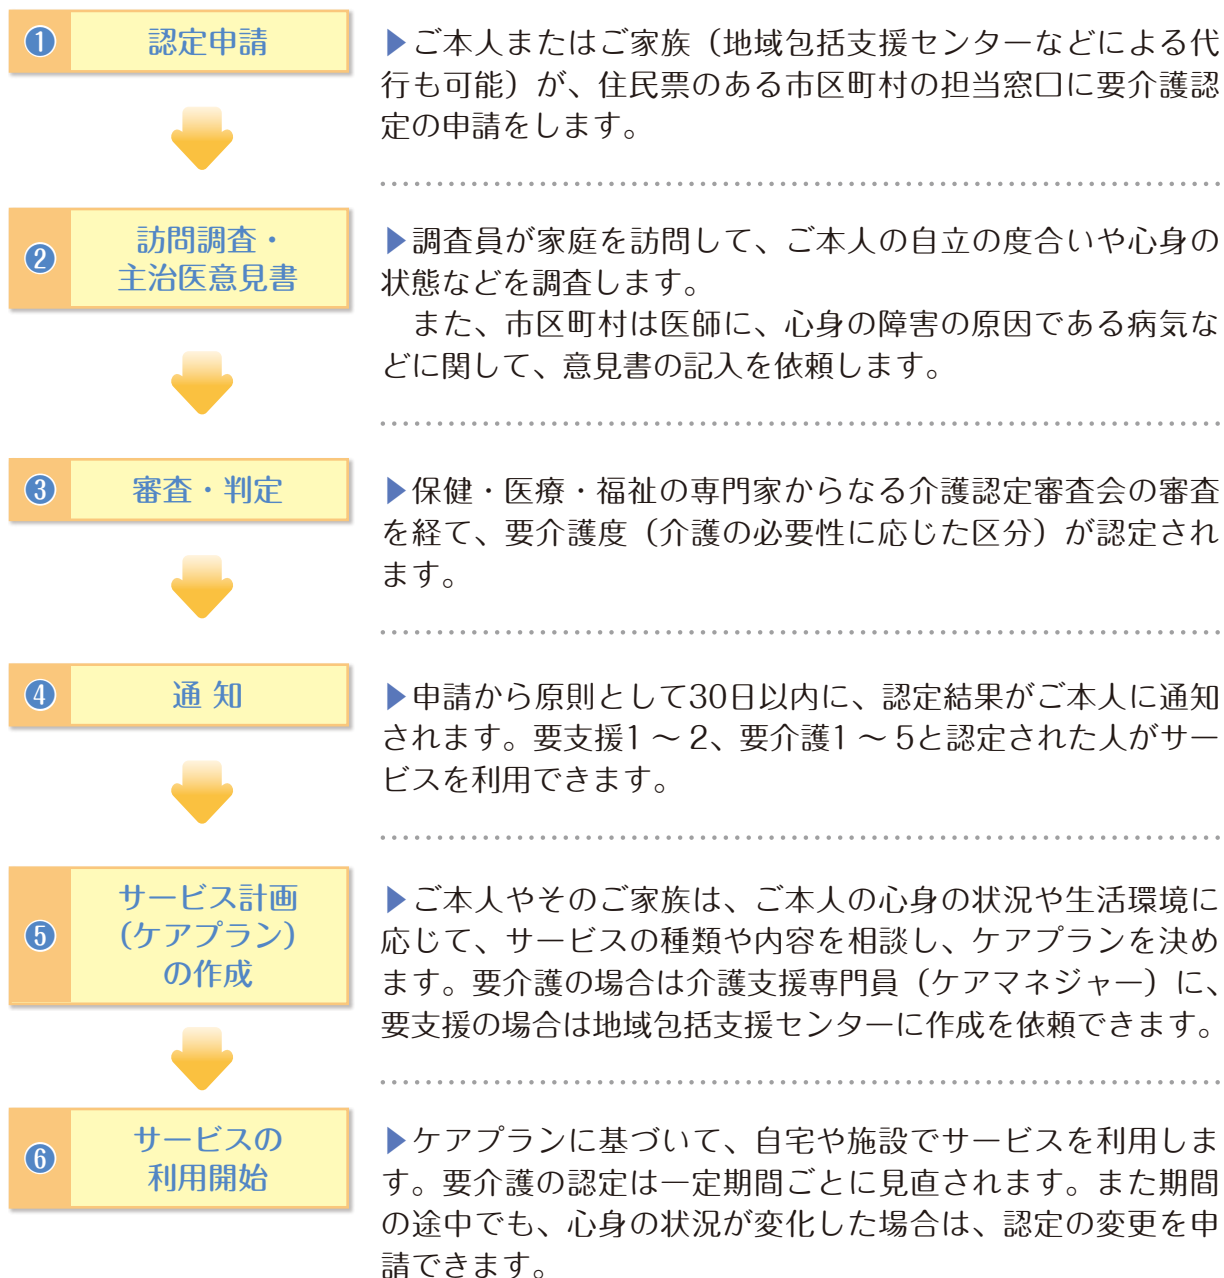 ❶ 認定申請
▶ご本人またはご家族（地域包括支援センターなどによる代
行も可能）が、住民票のある市区町村の担当窓口に要介護認
定の申請をします。
❷ 訪問調査・
主治医意見書
▶調査員が家庭を訪問して、ご本人の自立の度合いや心身の
状態などを調査します。
また、市区町村は医師に、心身の障害の原因である病気な
どに関して、意見書の記入を依頼します。
❸ 審査・判定
▶保健・医療・福祉の専門家からなる介護認定審査会の審査
を経て、要介護度（介護の必要性に応じた区分）が認定され
ます。
❹ 通 知
▶申請から原則として30日以内に、認定結果がご本人に通知
されます。要支援1 ～ 2、要介護1 ～ 5と認定された人がサー
ビスを利用できます。
❺ サービス計画
（ケアプラン）
の作成
▶ご本人やそのご家族は、ご本人の心身の状況や生活環境に
応じて、サービスの種類や内容を相談し、ケアプランを決め
ます。要介護の場合は介護支援専門員（ケアマネジャー）に、
要支援の場合は地域包括支援センターに作成を依頼できます。
❻ サービスの
利用開始
▶ケアプランに基づいて、自宅や施設でサービスを利用しま
す。要介護の認定は一定期間ごとに見直されます。また期間
の途中でも、心身の状況が変化した場合は、認定の変更を申
請できます。